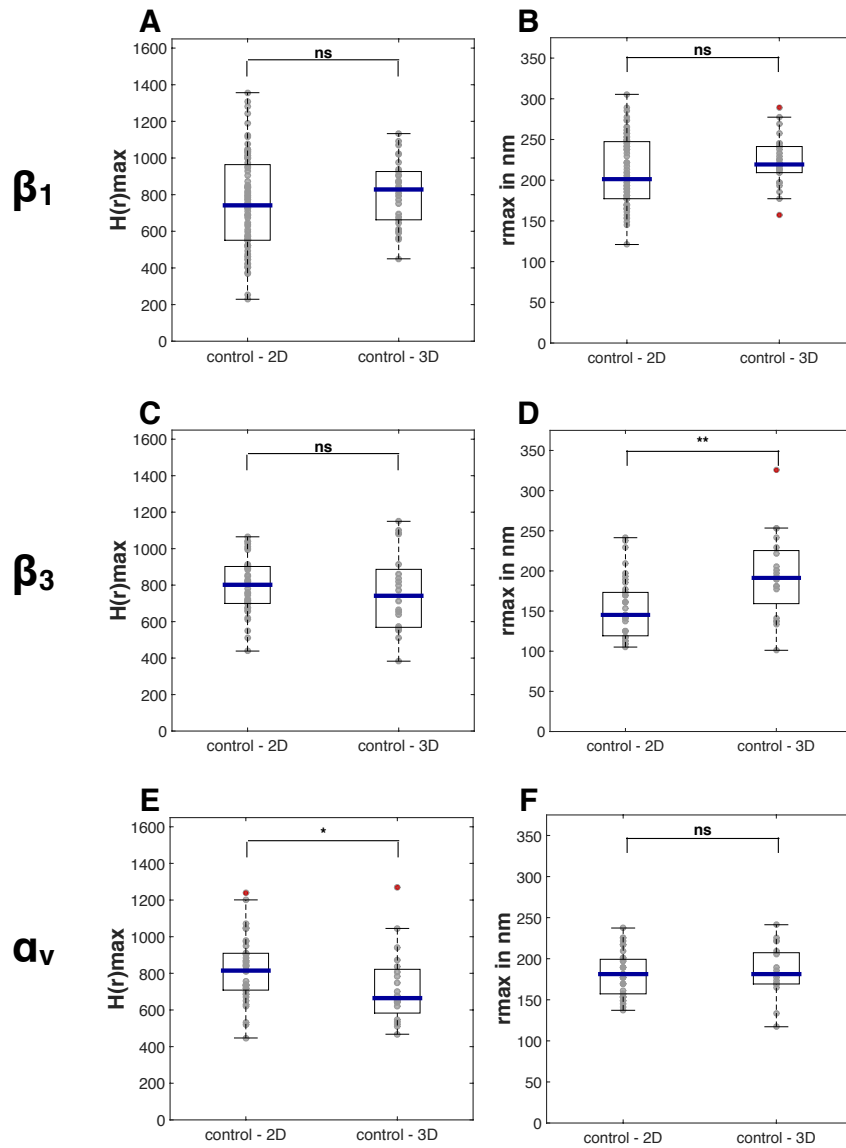 A
B
β1
H(r)max
1600
1400
1200
1000
800
600
400
200
0
ns
control - 2D
control - 3D
rmax in nm
350
300
250
200
150
100
50
0
ns
control - 2D
control - 3D
C
D
β3
H(r)max
1600
1400
1200
1000
800
600
400
200
0
ns
control - 2D
control - 3D
rmax in nm
350
300
250
200
150
100
50
0
**
control - 2D
control - 3D
E
F
αv
H(r)max
1600
1400
1200
1000
800
600
400
200
0
*
control - 2D
control - 3D
rmax in nm
350
300
250
200
150
100
50
0
ns
control - 2D
control - 3D